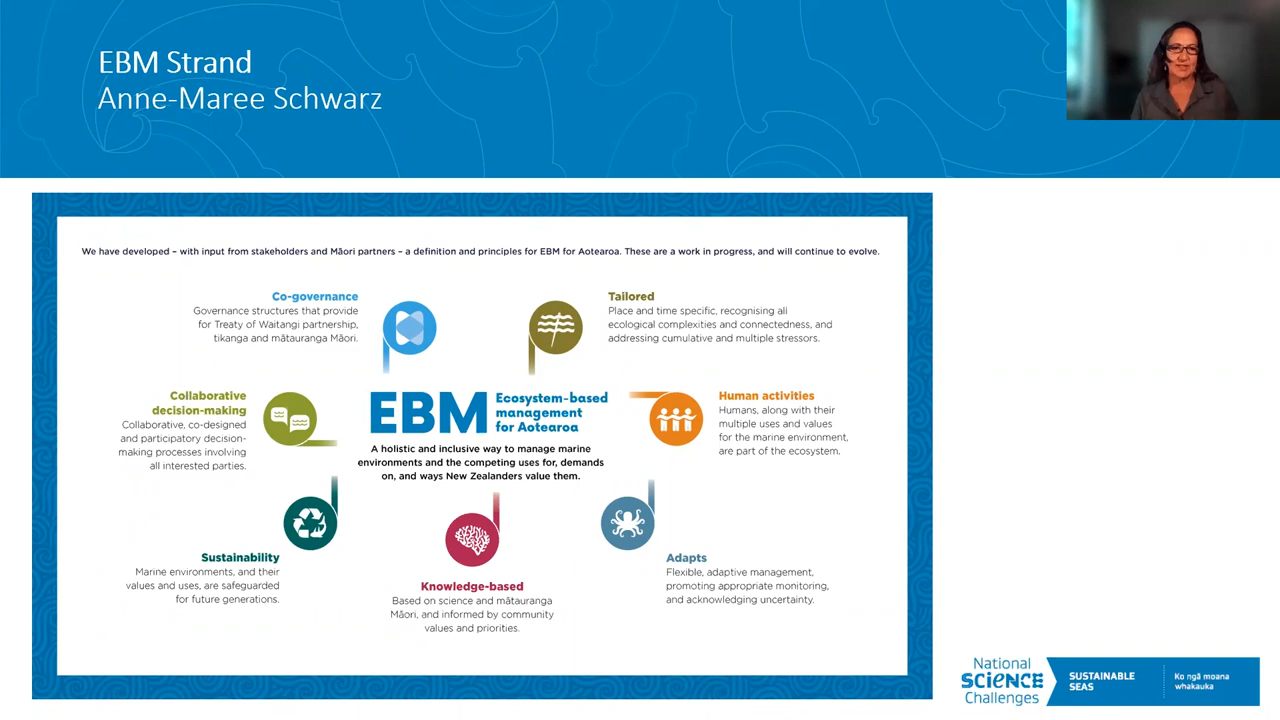 EBM Strand
Anne-Maree Schwarz
We have developed – with input from stakeholders and Māori partners – a definition and principles for EBM for Aotearoa. These are a work in progress, and will continue to evolve.
Co-governance
Governance structures that provide
for Treaty of Waitangi partnership,
tikanga and mātauranga Māori.
Tailored
Place and time specific, recognising all
ecological complexities and connectedness, and
addressing cumulative and multiple stressors.
Collaborative
decision-making
Collaborative, co-designed
and participatory decision-
making processes involving
all interested parties.
EBM
Ecosystem-based
management
for Aotearoa
A holistic and inclusive way to manage marine
environments and the competing uses for, demands
on, and ways New Zealanders value them.
Human activities
Humans, along with their
multiple uses and values
for the marine environment,
are part of the ecosystem.
Sustainability
Marine environments, and their
values and uses, are safeguarded
for future generations.
Knowledge-based
Based on science and mātauranga
Māori, and informed by community
values and priorities.
Adapts
Flexible, adaptive management,
promoting appropriate monitoring,
and acknowledging uncertainty.
National
SCIENCE
Challenges
SUSTAINABLE
SEAS
Ko ngā moana
whakauka